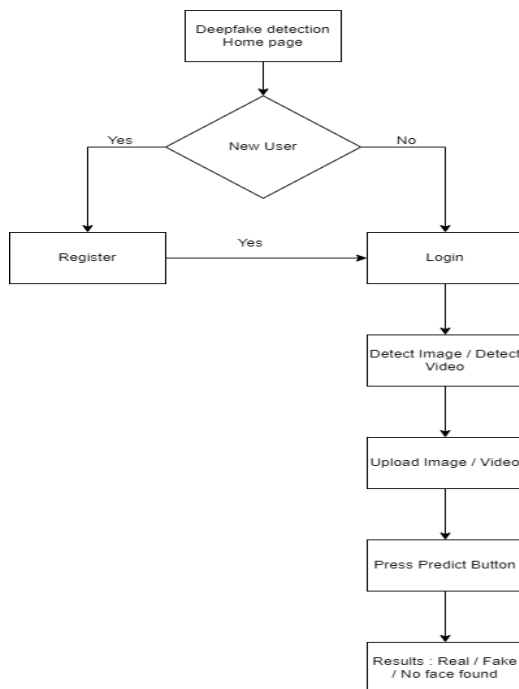 Deepfake detection
Home page
Yes
New User
No
Register
Yes
Login
Detect Image / Detect
Video
Upload Image / Video
Press Predict Button
Results : Real / Fake
/ No face found